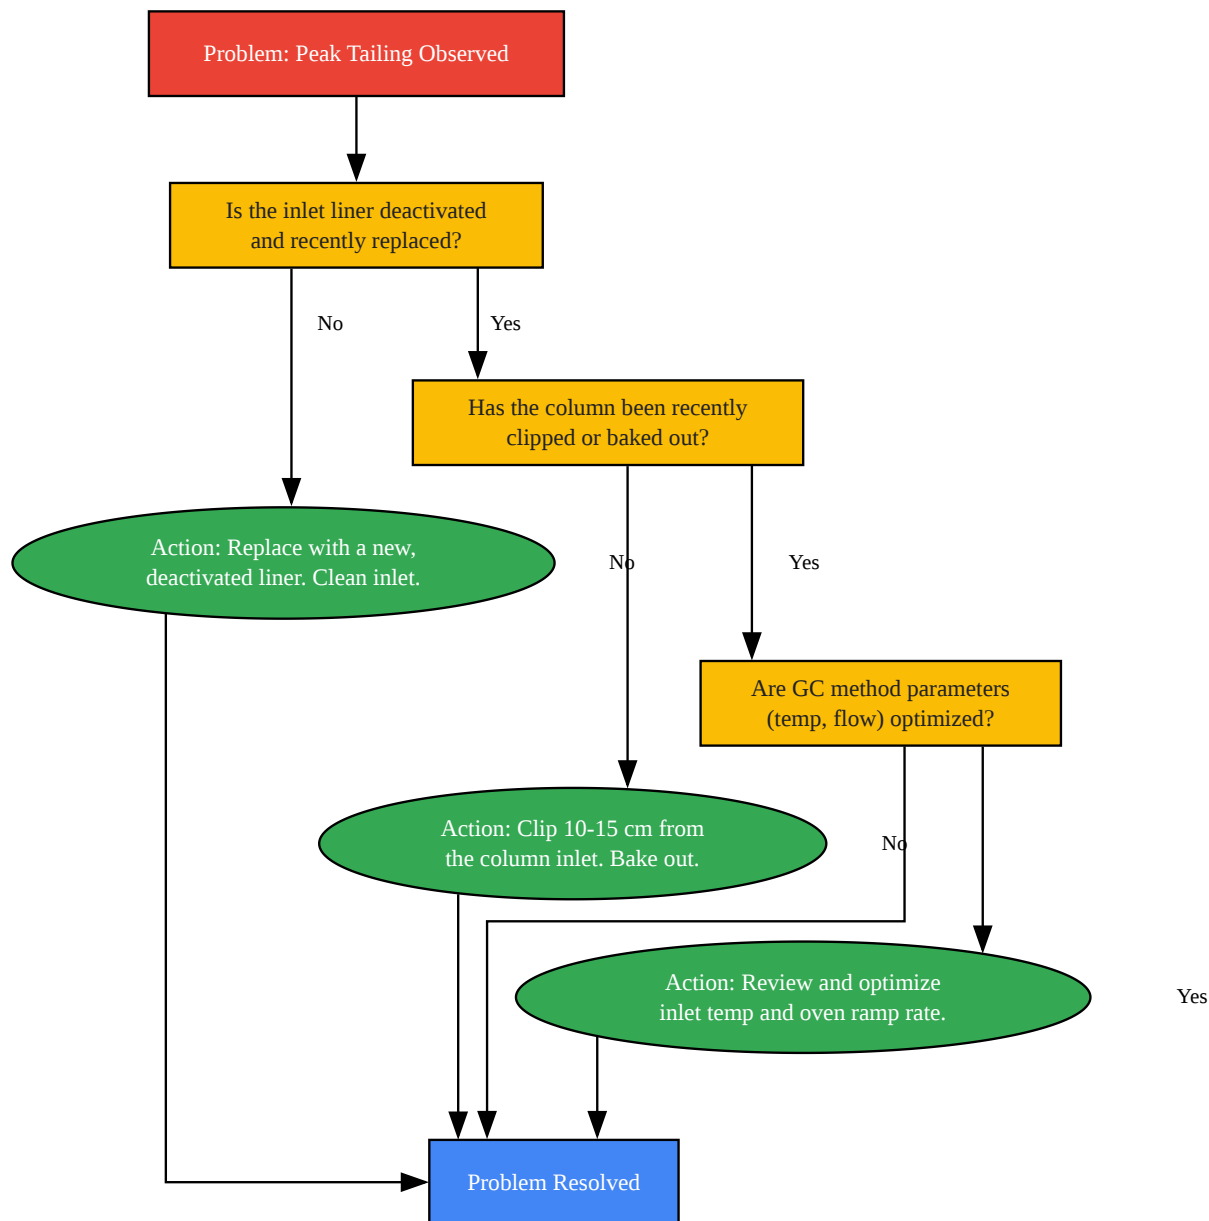 Problem: Peak Tailing Observed
Is the inlet liner deactivated
and recently replaced?
No
Yes
Has the column been recently
clipped or baked out?
Action: Replace with a new,
deactivated liner. Clean inlet.
No
Yes
Are GC method parameters
(temp, flow) optimized?
Action: Clip 10-15 cm from
the column inlet. Bake out.
No
Action: Review and optimize
inlet temp and oven ramp rate.
Yes
Problem Resolved